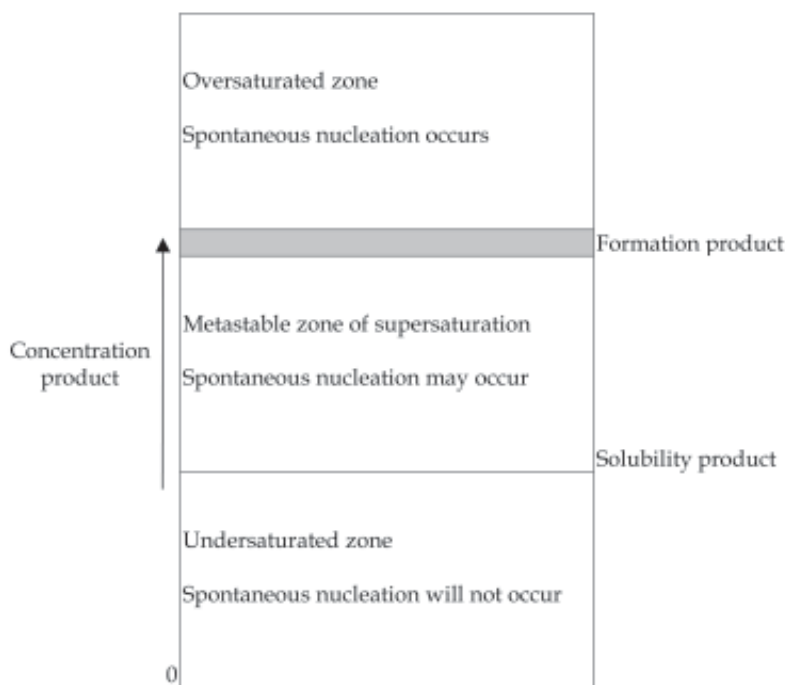 Oversaturated zone
Spontaneous nucleation occurs
Formation product
Metastable zone of supersaturation
Concentration
product
Spontaneous nucleation may occur
Solubility product
Undersaturated zone
Spontaneous nucleation will not occur
0